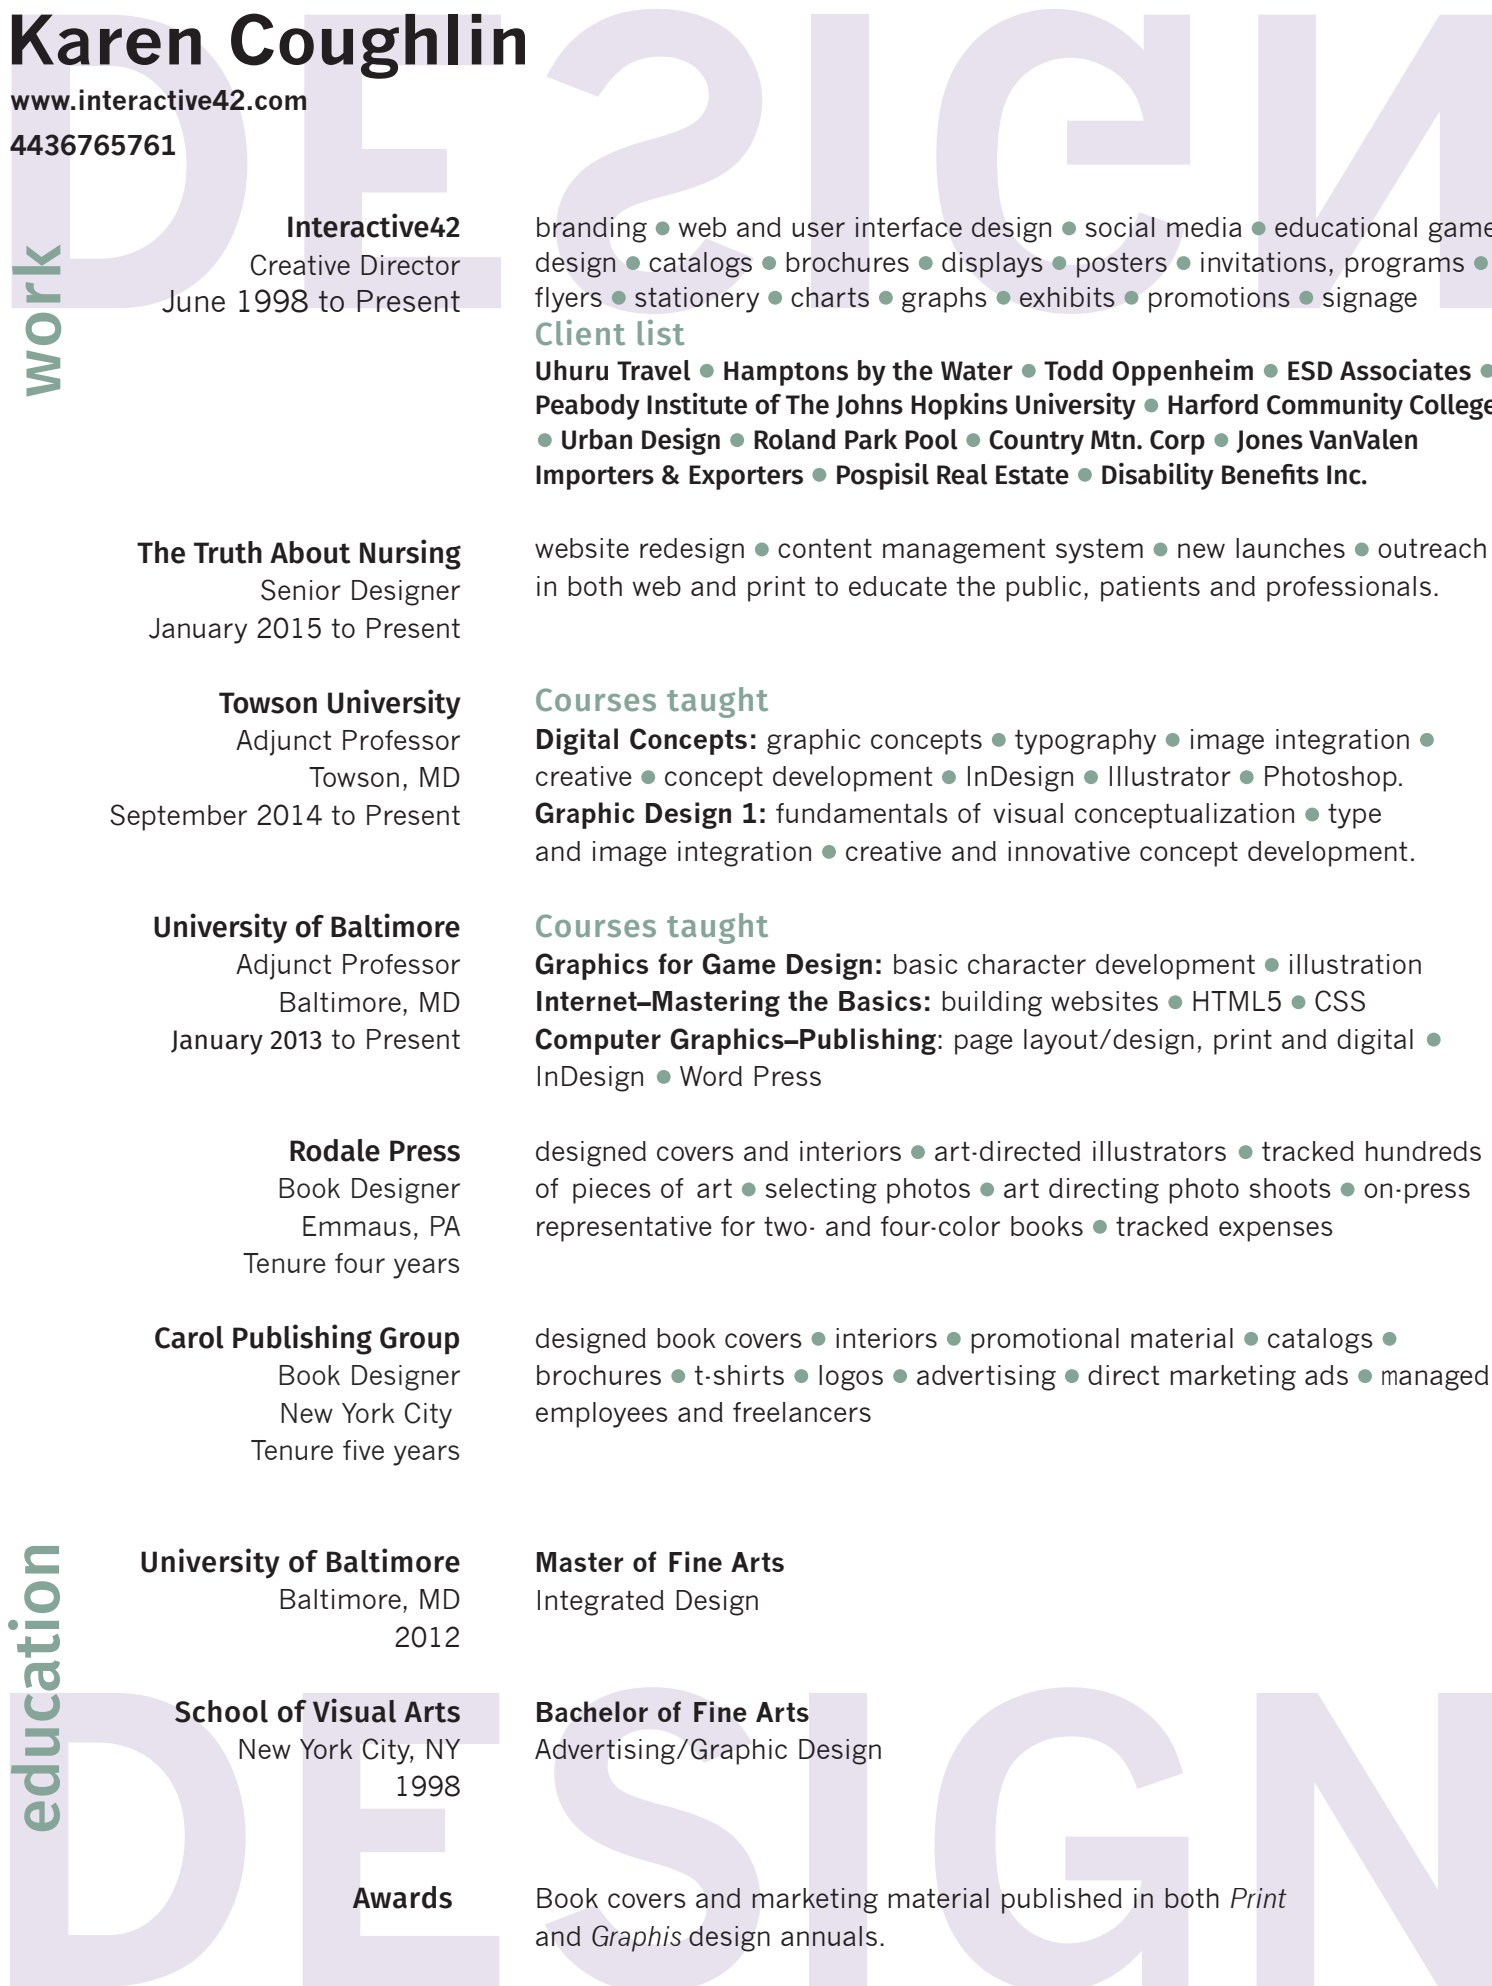 DESIGN
Karen Coughlin
www.interactive42.com
4436765761
work
Interactive42
Creative Director
June 1998 to Present
branding ● web and user interface design ● social media ● educational game
design ● catalogs ● brochures ● displays ● posters ● invitations, programs ●
flyers ● stationery ● charts ● graphs ● exhibits ● promotions ● signage
Client list
Uhuru Travel ● Hamptons by the Water ● Todd Oppenheim ● ESD Associates ●
Peabody Institute of The Johns Hopkins University ● Harford Community College
● Urban Design ● Roland Park Pool ● Country Mtn. Corp ● Jones VanValen
Importers & Exporters ● Pospisil Real Estate ● Disability Benefits Inc.
The Truth About Nursing
Senior Designer
January 2015 to Present
website redesign ● content management system ● new launches ● outreach
in both web and print to educate the public, patients and professionals.
Towson University
Adjunct Professor
Towson, MD
September 2014 to Present
Courses taught
Digital Concepts: graphic concepts ● typography ● image integration ●
creative ● concept development ● InDesign ● Illustrator ● Photoshop.
Graphic Design 1: fundamentals of visual conceptualization ● type
and image integration ● creative and innovative concept development.
University of Baltimore
Adjunct Professor
Baltimore, MD
January 2013 to Present
Courses taught
Graphics for Game Design: basic character development ● illustration
Internet–Mastering the Basics: building websites ● HTML5 ● CSS
Computer Graphics–Publishing: page layout/design, print and digital ●
InDesign ● Word Press
Rodale Press
Book Designer
Emmaus, PA
Tenure four years
designed covers and interiors ● art-directed illustrators ● tracked hundreds
of pieces of art ● selecting photos ● art directing photo shoots ● on-press
representative for two- and four-color books ● tracked expenses
Carol Publishing Group
Book Designer
New York City
Tenure five years
designed book covers ● interiors ● promotional material ● catalogs ●
brochures ● t-shirts ● logos ● advertising ● direct marketing ads ● managed
employees and freelancers
education
University of Baltimore
Baltimore, MD
2012
Master of Fine Arts
Integrated Design
School of Visual Arts
New York City, NY
1998
Bachelor of Fine Arts
Advertising/Graphic Design
Awards
Book covers and marketing material published in both Print
and Graphis design annuals.
DESIGN